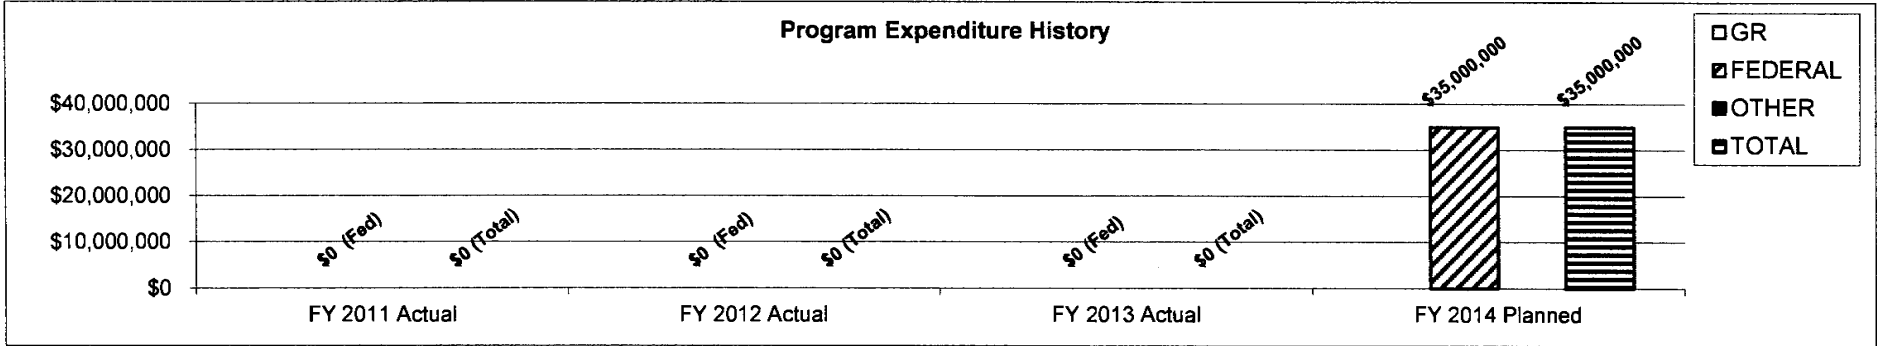 Program Expenditure History
GR
FEDERAL
OTHER
TOTAL
$35,000,000
$35,000,000
$40,000,000
$30,000,000
$20,000,000
$10,000,000
$0
$0 (Fed)
$0 (Total)
$0 (Fed)
$0 (Total)
$0 (Fed)
$0 (Total)
FY 2011 Actual
FY 2012 Actual
FY 2013 Actual
FY 2014 Planned